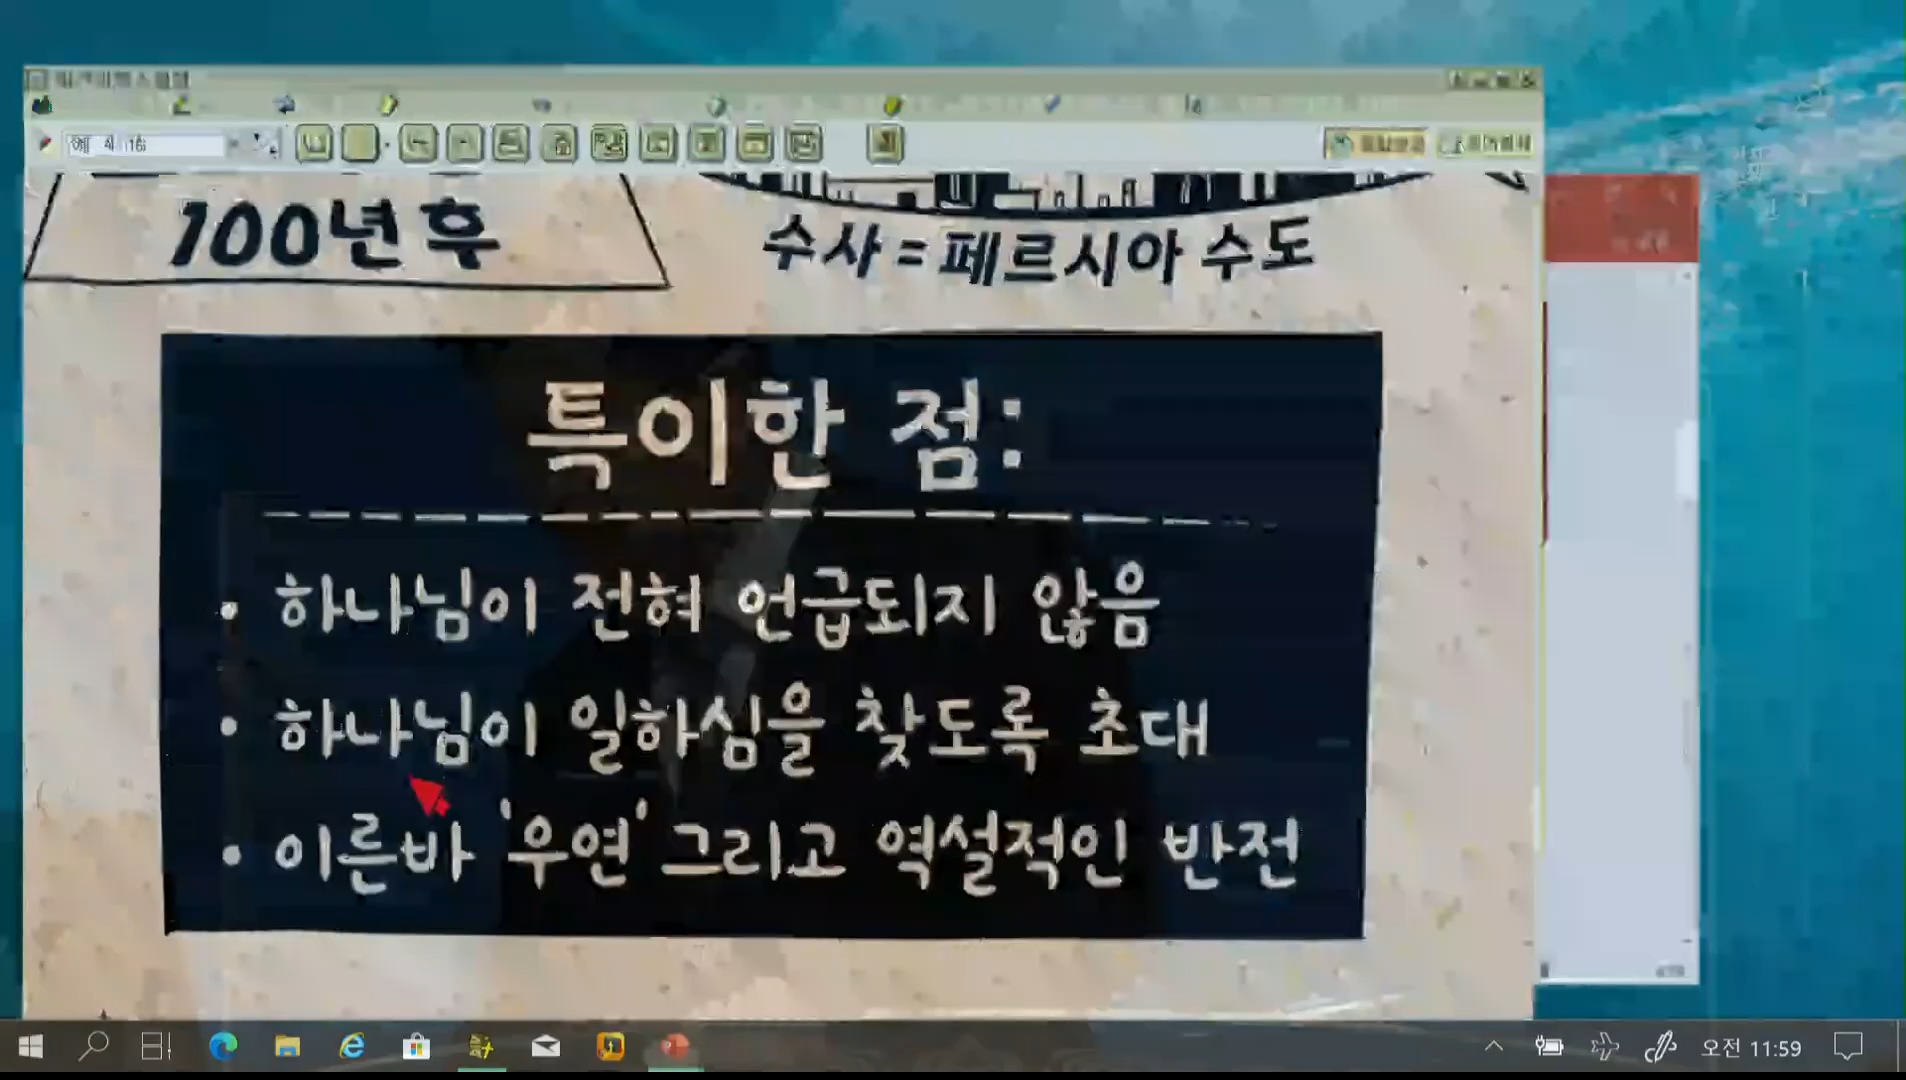 100년 후
수사 = 페르시아 수도
특이한 점:
• 하나님이 전혀 언급되지 않음
• 하나님이 일하심을 찾도록 초대
• 이른바 '우연' 그리고 역설적인 반전
오전 11:59